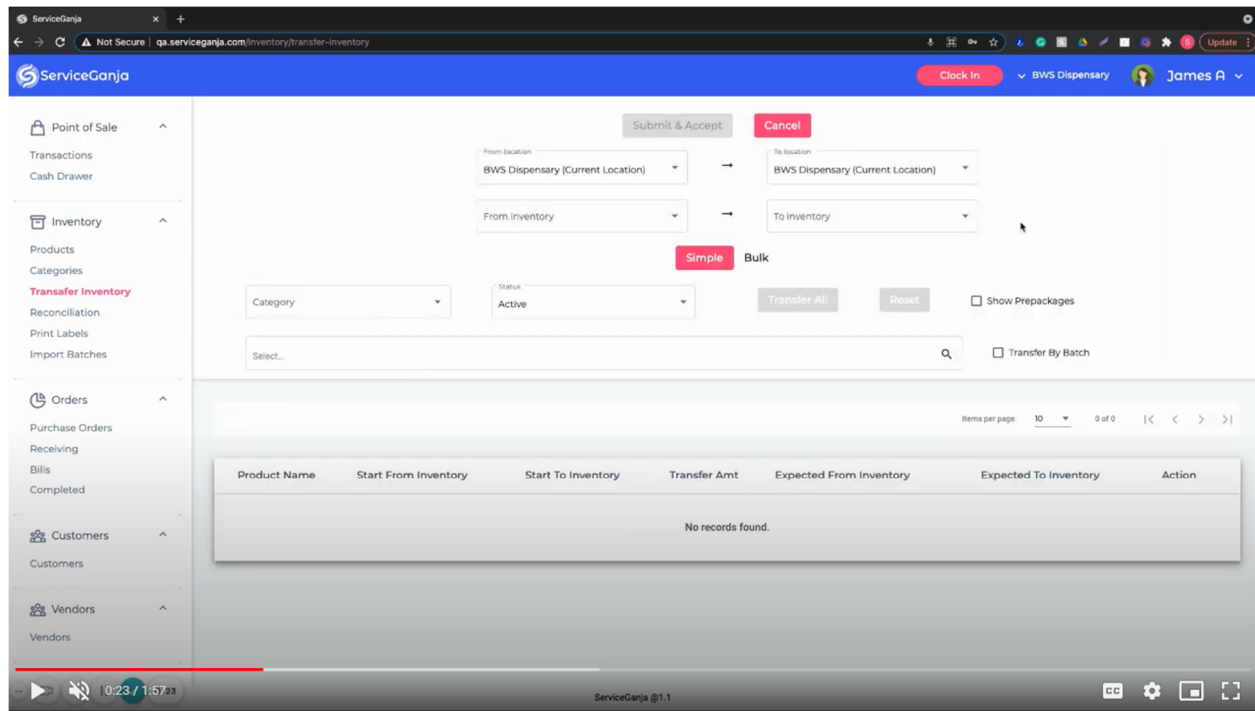 ServiceGanja
Not Secure | qa.serviceganja.com/inventory/transfer-inventory
Update
ServiceGanja
Clock In
BWS Dispensary
James A
Point of Sale
Transactions
Cash Drawer
Inventory
Products
Categories
Transafer Inventory
Reconciliation
Print Labels
Import Batches
Orders
Purchase Orders
Receiving
Bills
Completed
Customers
Customers
Vendors
Vendors
Submit & Accept
Cancel
From location
BWS Dispensary (Current Location)
To location
BWS Dispensary (Current Location)
From inventory
To inventory
Simple
Bulk
Category
Status
Active
Transfer All
Reset
Show Prepackages
Select...
Transfer By Batch
Items per page:
10
0 of 0
Product Name
Start From Inventory
Start To Inventory
Transfer Amt
Expected From Inventory
Expected To Inventory
Action
No records found.
0:23 / 1:57
ServiceGanja @1.1
CC